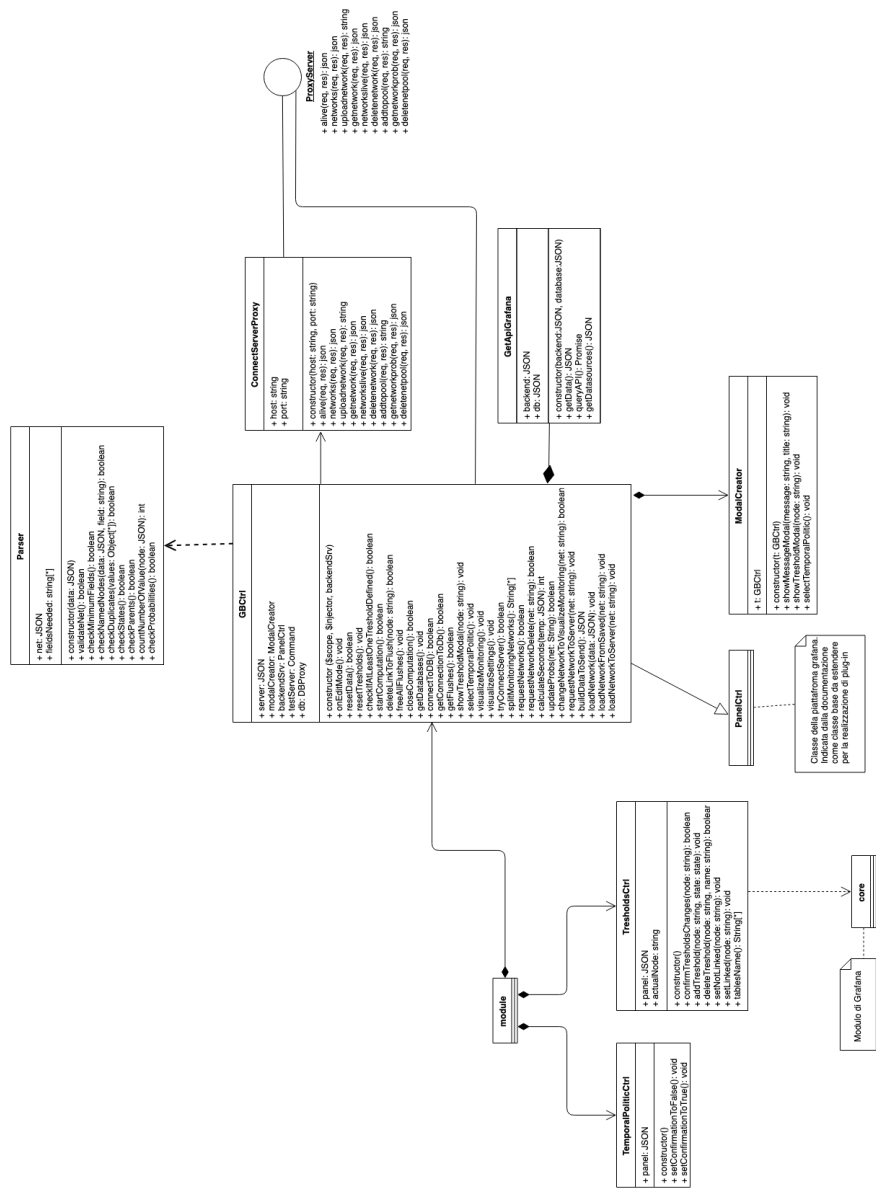 Parser
+ net: JSON
+ fieldsNeeded: string[*]
+ constructor(data: JSON)
+ validateNet(): boolean
+ checkMinimumFields(): boolean
+ checkNamedNodes(data: JSON, field: string): boolean
+ checkDuplicates(values: Object[*]): boolean
+ checkStates(): boolean
+ checkParents(): boolean
+ countNumberOfValue(node: JSON): int
+ checkProbabilities(): boolean
ProxyServer
+ alive(req, res): json
+ networks(req, res): json
+ uploadnetwork(req, res): string
+ getnetwork(req, res): json
+ networkslive(req, res): json
+ deletenetwork(req, res): json
+ addtopool(req, res): string
+ getnetworkprob(req, res): json
+ deletenetpool(req, res): json
ConnectServerProxy
+ host: string
+ port: string
+ constructor(host: string, port: string)
+ alive(req, res): json
+ networks(req, res): json
+ uploadnetwork(req, res): string
+ getnetwork(req, res): json
+ networkslive(req, res): json
+ deletenetwork(req, res): json
+ addtopool(req, res): string
+ getnetworkprob(req, res): json
+ deletenetpool(req, res): json
GBCtrl
+ server: JSON
+ modalCreator: ModalCreator
+ backendSrv: PanelCtrl
+ testServer: Command
+ db: DBProxy
+ constructor ($scope, $injector, backendSrv)
+ onEditMode(): void
+ resetData(): boolean
+ resetTresholds(): void
+ checkIfAtLeastOneTresholdDefined(): boolean
+ startComputation(): boolean
+ deleteLinkToFlush(node: string): boolean
+ freeAllFlushes(): void
+ closeComputation(): boolean
+ getDatabases(): void
+ connectToDB(): boolean
+ getConnectionToDb(): boolean
+ getFlushes(): boolean
+ showTresholdModal(node: string): void
+ selectTemporalPolitic(): void
+ visualizeMonitoring(): void
+ visualizeSettings(): void
+ tryConnectServer(): boolean
+ splitMonitoringNetworks(): String[*]
+ requestNetworks(): boolean
+ requestNetworkDelete(net: string): boolean
+ calculateSeconds(temp: JSON): int
+ updateProbs(net: String): boolean
+ changeNetworkToVisualizeMonitoring(net: string): boolean
+ requestNetworkToServer(net: string): void
+ buildDataToSend(): JSON
+ loadNetwork(data: JSON): void
+ loadNetworkFromSaved(net: string): void
+ loadNetworkToServer(net: string): void
GetApiGrafana
+ backend: JSON
+ db: JSON
+ constructor(backend:JSON, database:JSON)
+ getData(): JSON
+ queryAPI(): Promise
+ getDatasources(): JSON
ModalCreator
+ t: GBCtrl
+ constructor(t: GBCtrl)
+ showMessageModal(message: string, title: string): void
+ showTresholdModal(node: string): void
+ selectTemporalPolitic(): void
PanelCtrl
Classe della plataforma grafana.
Indicata dalla documentazione
come classe base da estendere
per la realizzazione di plug-in
module
TresholdsCtrl
+ panel: JSON
+ actualNode: string
+ constructor()
+ confirmTresholdsChanges(node: string): boolean
+ addTreshold(node: string, state: state): void
+ deleteTreshold(node: string, name: string): boolear
+ setNotLinked(node: string): void
+ setLinked(node: string): void
+ tablesName(): String[*]
core
Modulo di Grafana
TemporalPoliticCtrl
+ panel: JSON
+ constructor()
+ setConfirmationToFalse(): void
+ setConfirmationToTrue(): void